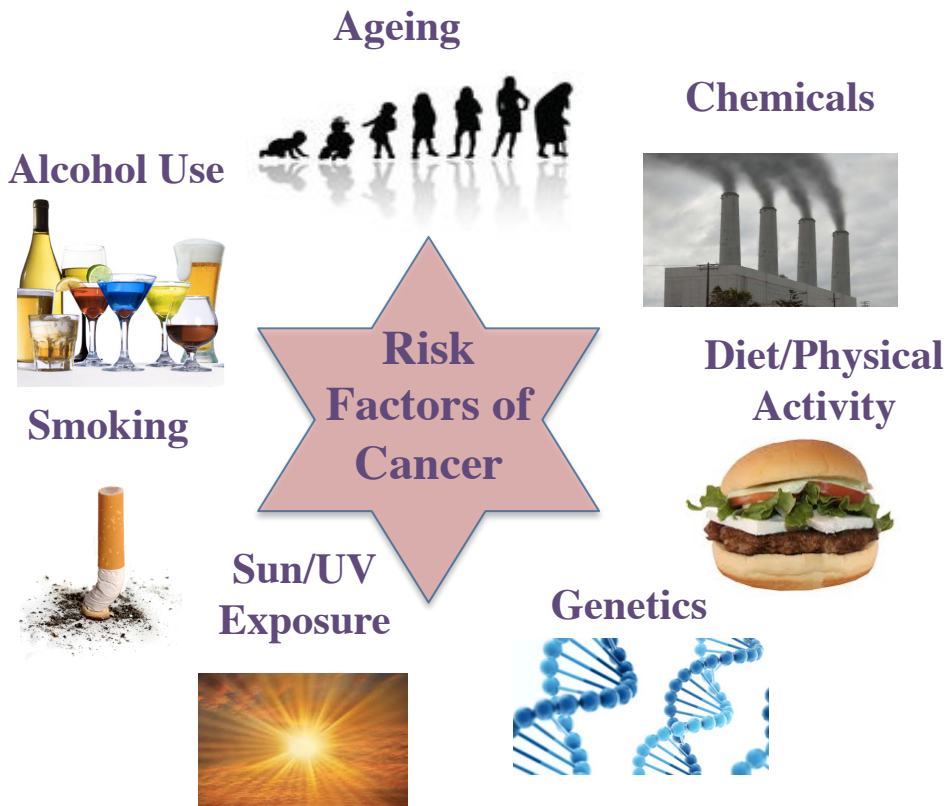 Ageing
Chemicals
Alcohol Use
Risk
Factors of
Cancer
Diet/Physical
Activity
Smoking
Sun/UV
Exposure
Genetics